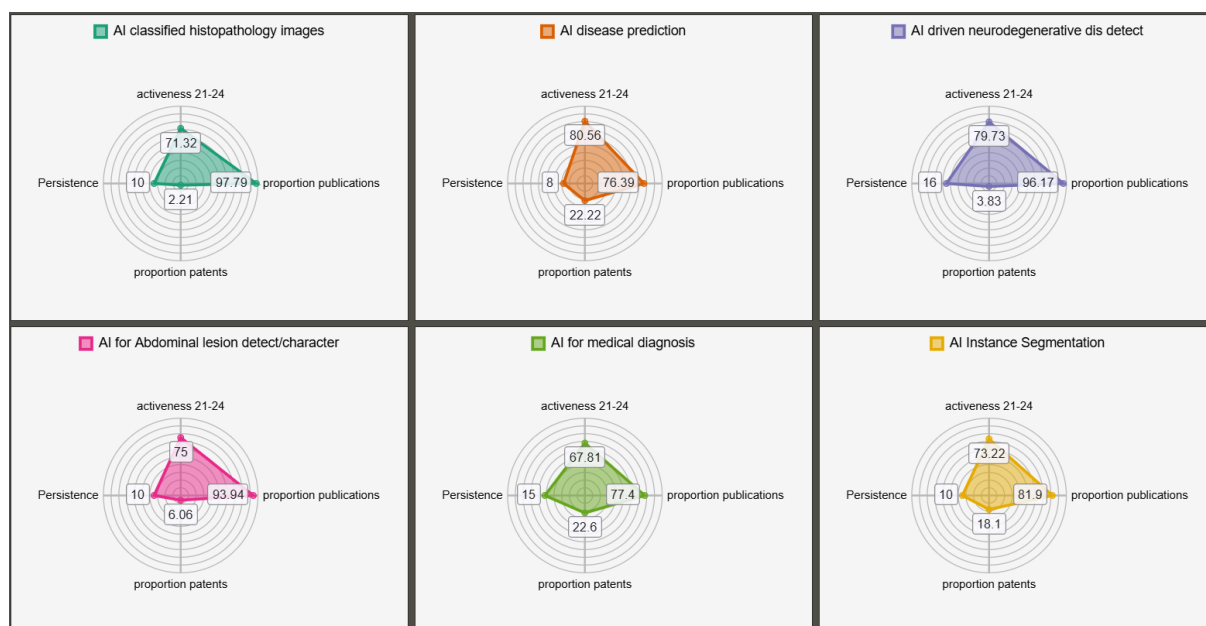 AI classified histopathology images
activeness 21-24
71.32
Persistence 10 97.79 proportion publications
2.21
proportion patents
AI disease prediction
activeness 21-24
80.56
Persistence 8 76.39 proportion publications
22.22
proportion patents
AI driven neurodegenerative dis detect
activeness 21-24
79.73
Persistence 16 96.17 proportion publications
3.83
proportion patents
AI for Abdominal lesion detect/character
activeness 21-24
75
Persistence 10 93.94 proportion publications
6.06
proportion patents
AI for medical diagnosis
activeness 21-24
67.81
Persistence 15 77.4 proportion publications
22.6
proportion patents
AI Instance Segmentation
activeness 21-24
73.22
Persistence 10 81.9 proportion publications
18.1
proportion patents